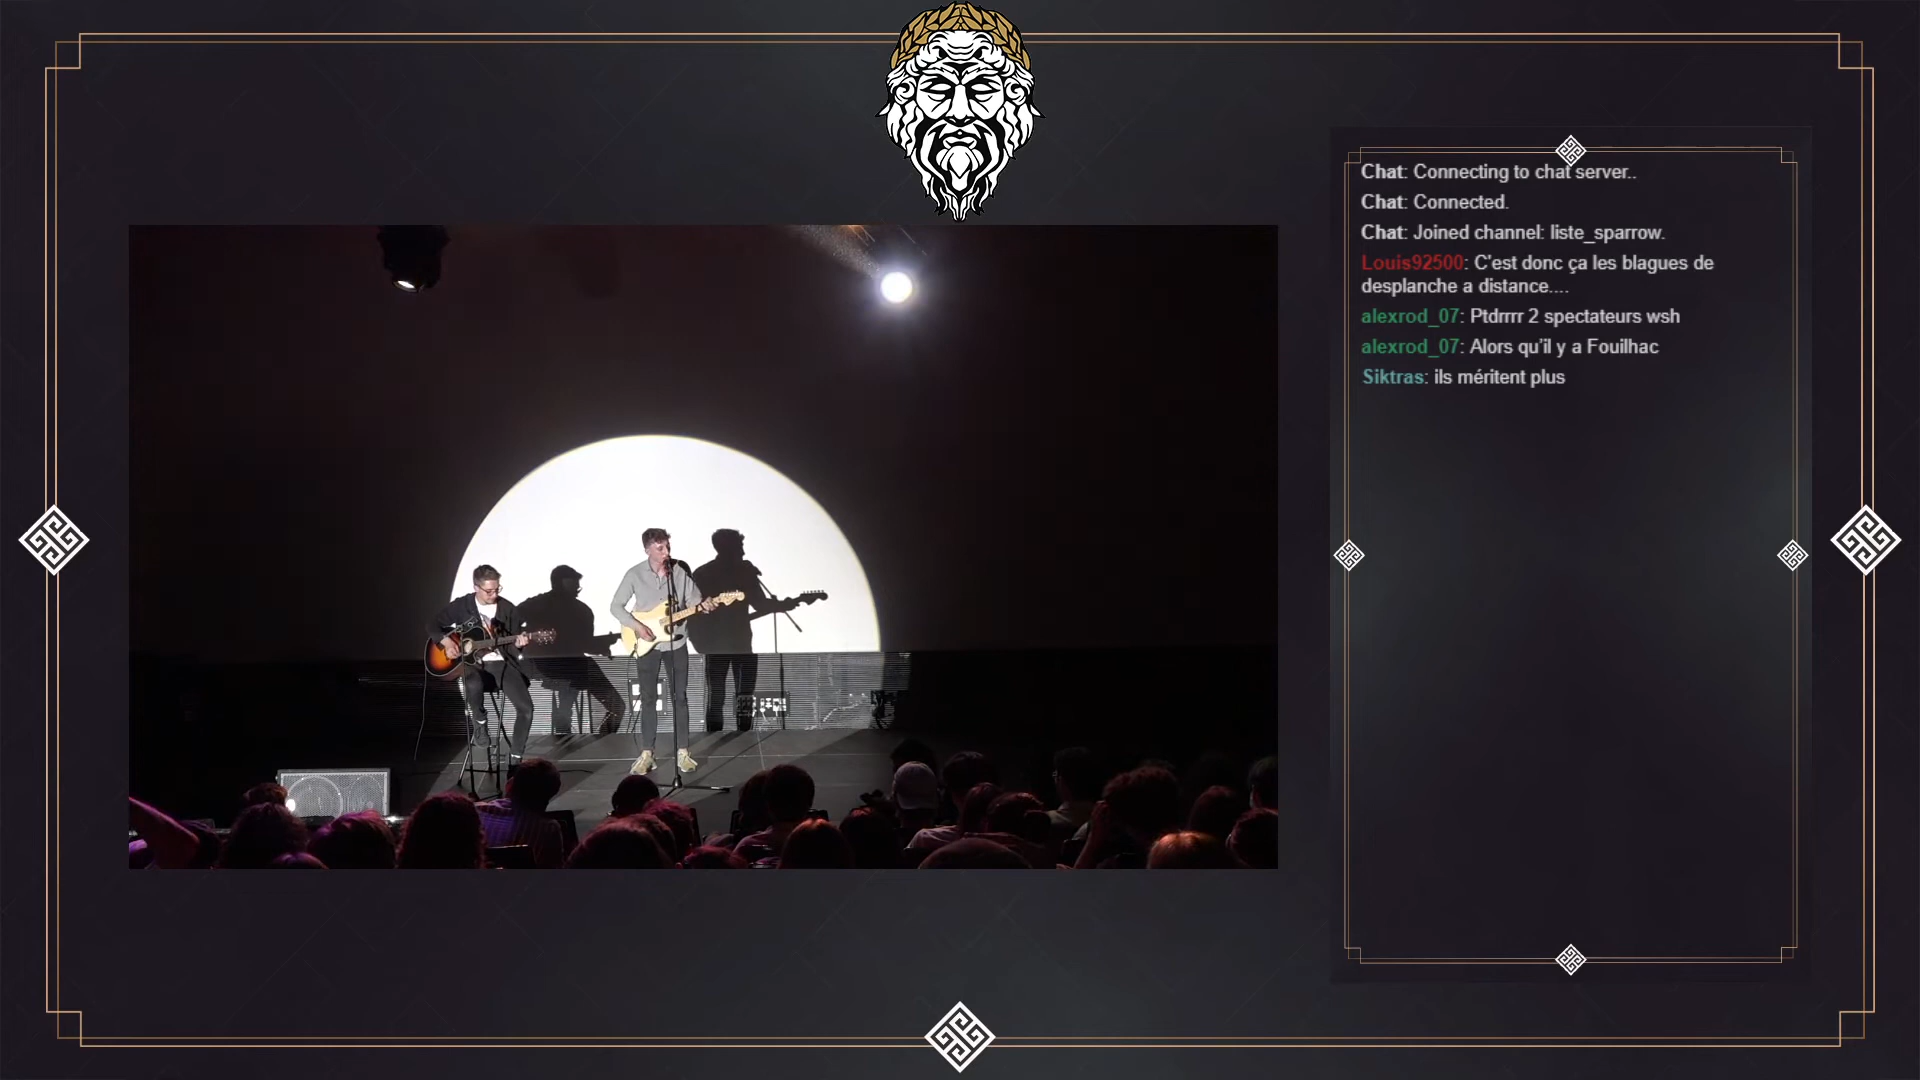 Chat: Connecting to chat server..
Chat: Connected.
Chat: Joined channel: liste_sparrow.
Louis92500: C'est donc ça les blagues de
desplanche a distance....
alexrod_07: Ptdrrrr 2 spectateurs wsh
alexrod_07: Alors qu'il y a Fouilhac
Siktras: ils méritent plus